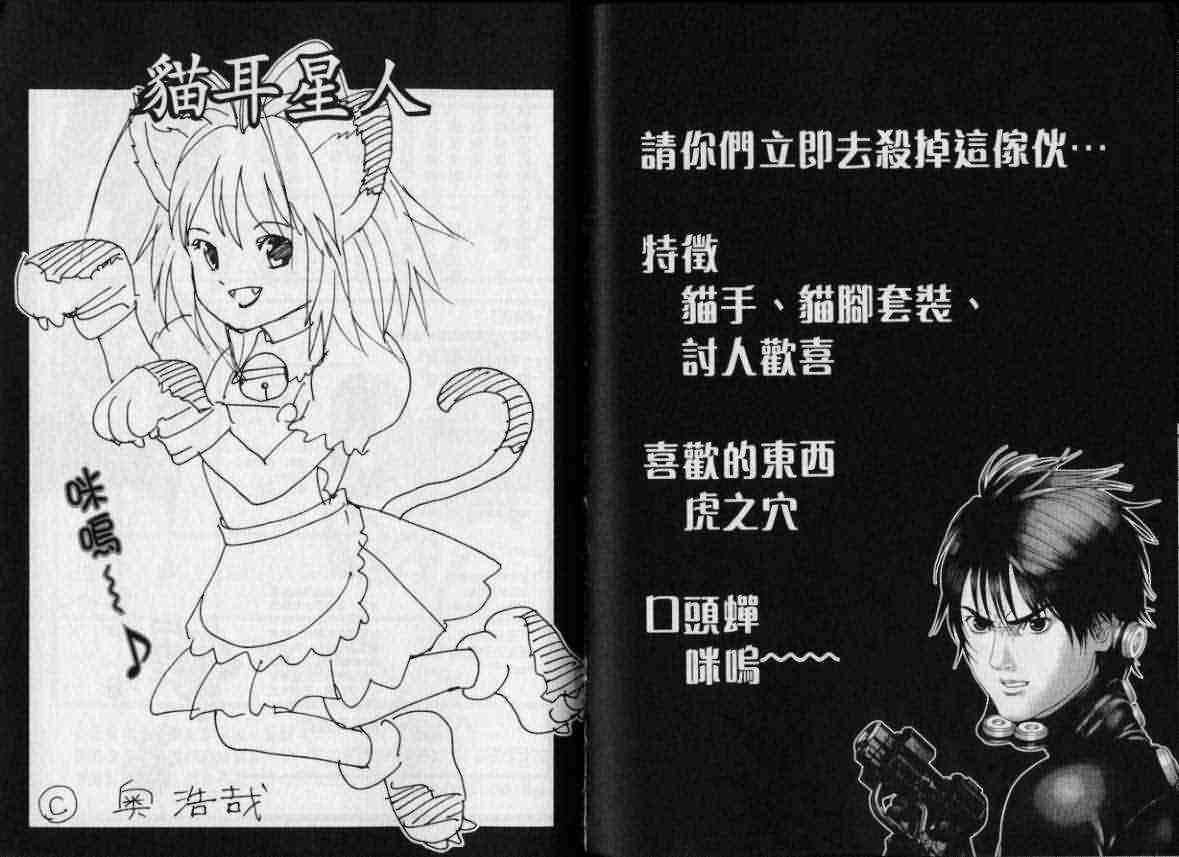 貓耳星人
咪嗚~~♪
© 奧浩哉
請你們立即去殺掉這傢伙…
特徵
貓手、貓腳套裝、
討人歡喜
喜歡的東西
虎之穴
口頭蟬
咪嗚~~~~